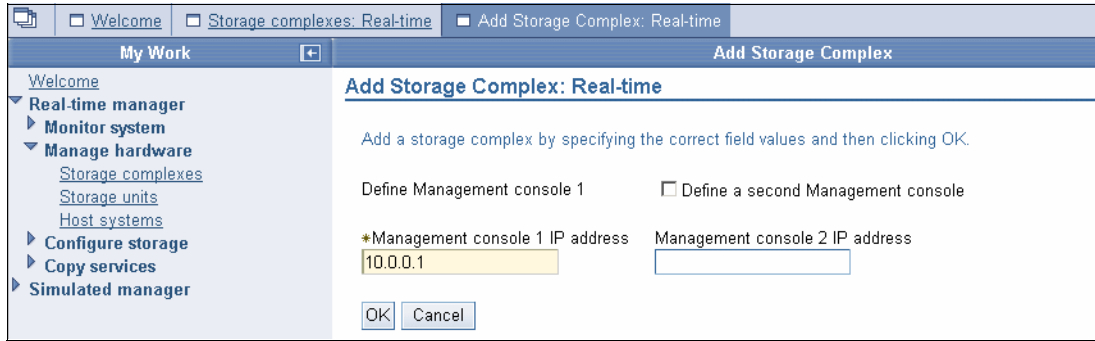 Welcome Storage complexes: Real-time Add Storage Complex: Real-time
My Work
Add Storage Complex
Welcome
Real-time manager
Monitor system
Manage hardware
Storage complexes
Storage units
Host systems
Configure storage
Copy services
Simulated manager
Add Storage Complex: Real-time
Add a storage complex by specifying the correct field values and then clicking OK.
Define Management console 1 Define a second Management console
*Management console 1 IP address Management console 2 IP address
10.0.0.1
OK Cancel